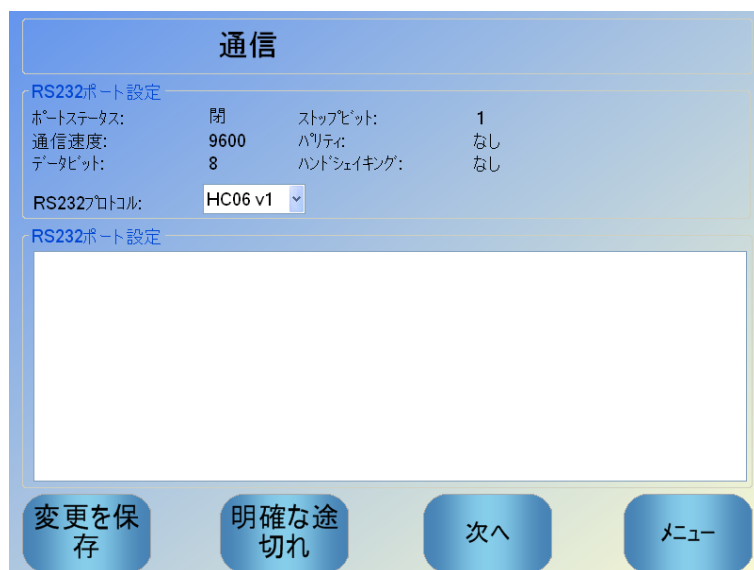 通信
RS232ポート設定
ﾎﾟｰﾄｽﾃｰﾀｽ: 閉 ｽﾄｯﾌﾟﾋﾞｯﾄ: 1
通信速度: 9600 ﾊﾟﾘﾃｨ: なし
ﾃﾞｰﾀﾋﾞｯﾄ: 8 ﾊﾝﾄﾞｼｪｲｷﾝｸﾞ: なし
RS232ﾌﾟﾛﾄｺﾙ: HC06 v1
RS232ポート設定
変更を保
存
明確な途
切れ
次へ
ﾒﾆｭｰ